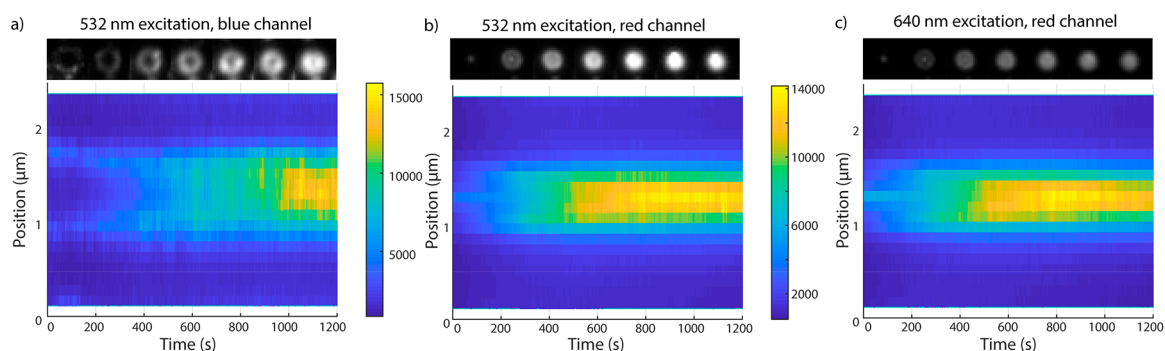 a)
532 nm excitation, blue channel
Position (µm)
2
1
0
0 200 400 600 800 1000 1200
Time (s)
15000
10000
5000
b)
532 nm excitation, red channel
Position (µm)
2
1
0
0 200 400 600 800 1000 1200
Time (s)
14000
12000
10000
8000
6000
4000
2000
c)
640 nm excitation, red channel
Position (µm)
2
1
0
0 200 400 600 800 1000 1200
Time (s)